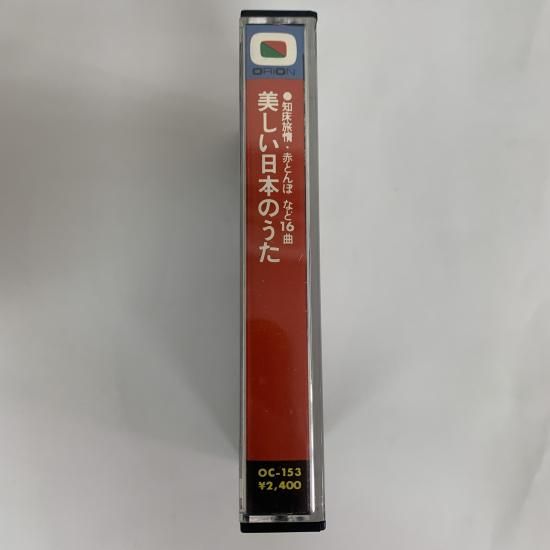 ORION
●知床旅情・赤とんぼ など16曲
美しい日本のうた
OC-153
¥2,400